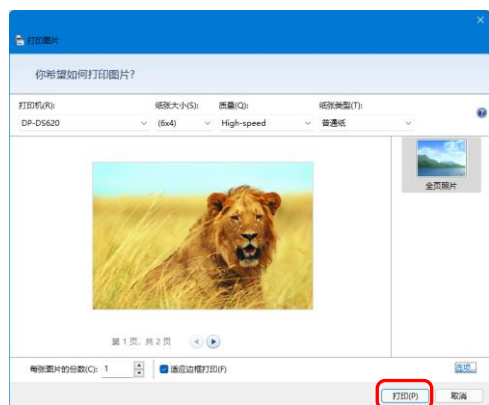 打印图片
你希望如何打印图片?
打印机(R): 纸张大小(S): 质量(Q): 纸张类型(T):
DP-DS620 (6x4) High-speed 普通纸
全页照片
第 1 页，共 2 页
每张图片的份数(C): 1 适应边框打印(F) 选项...
打印(P) 取消